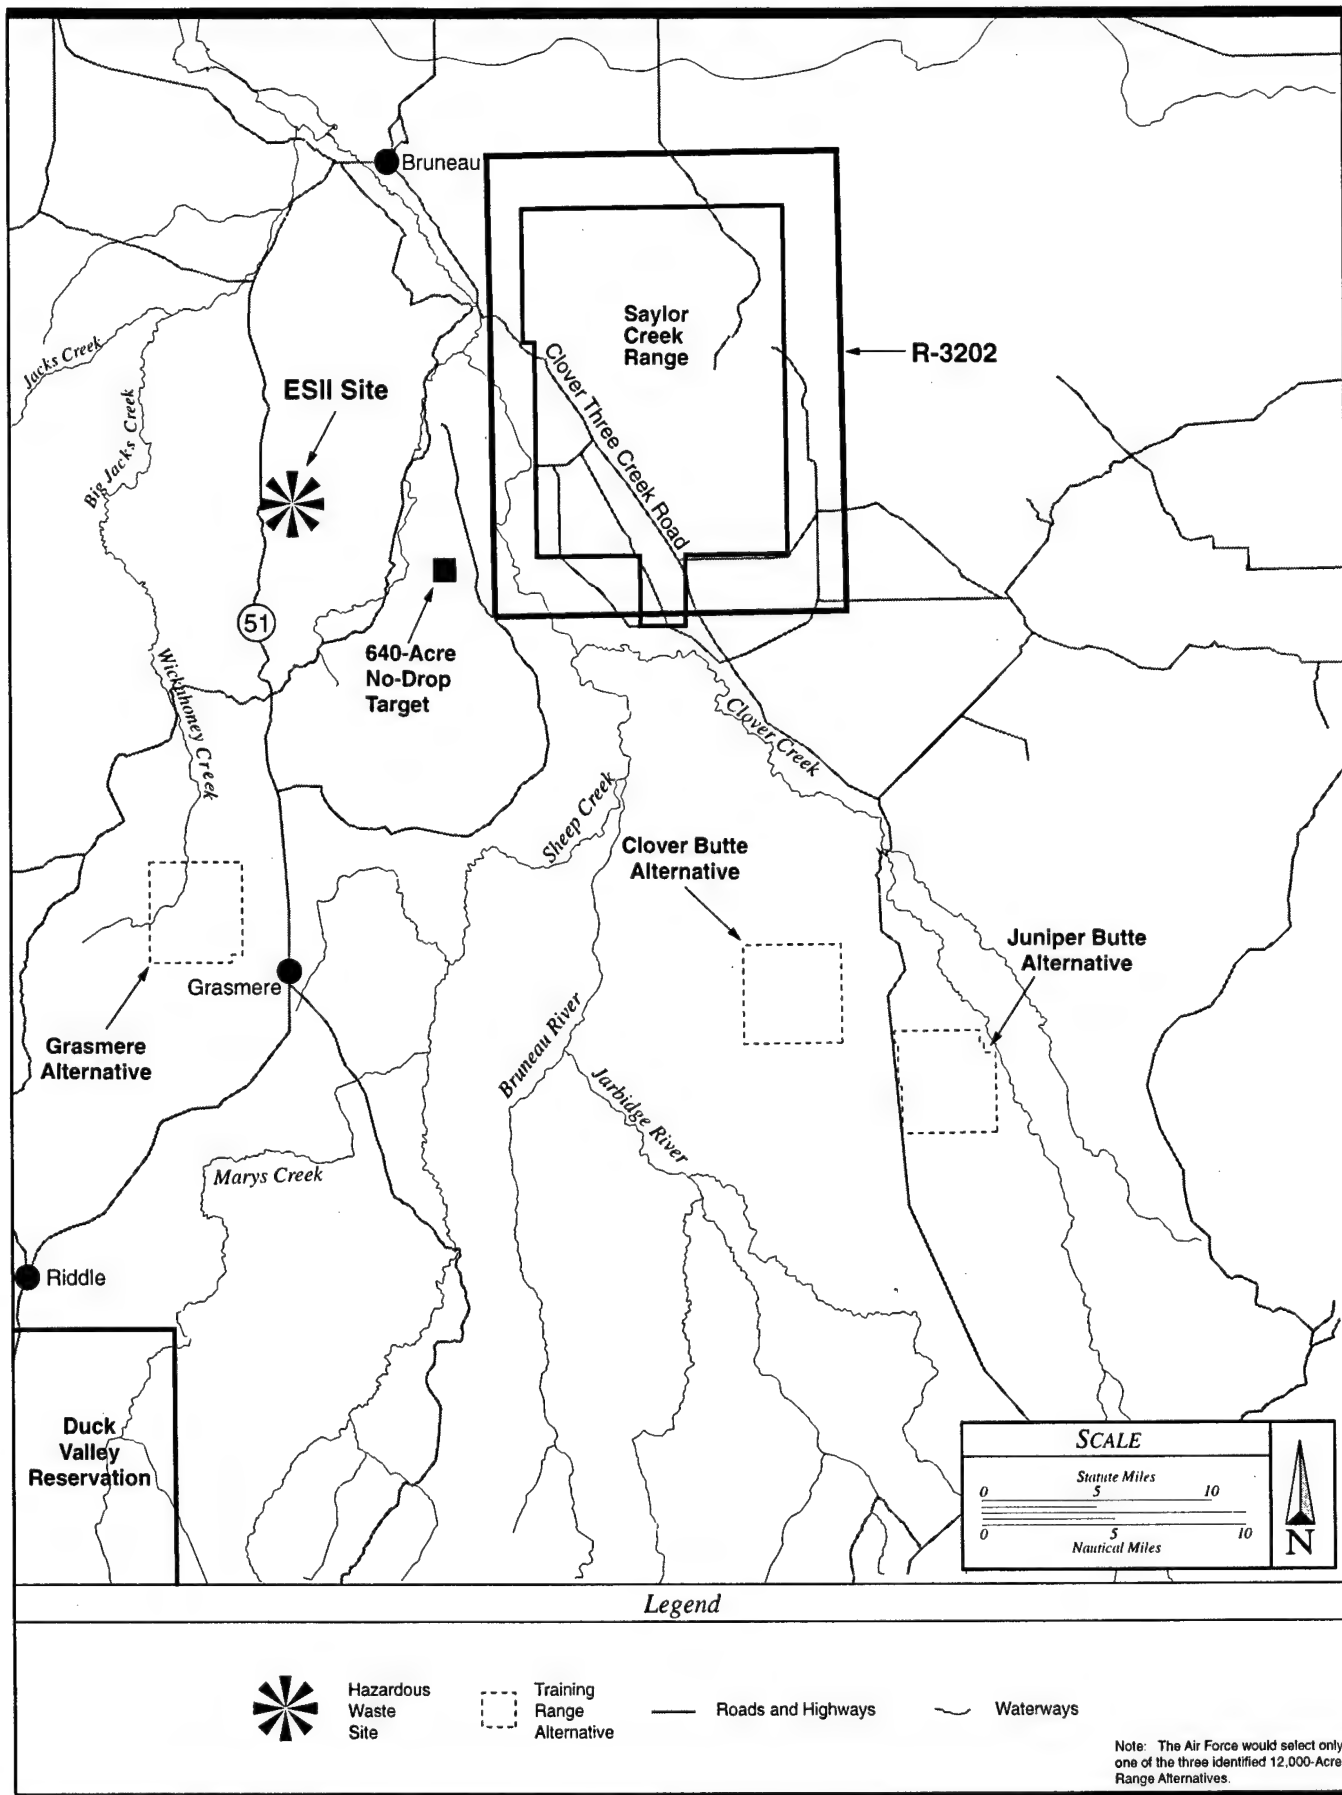 Bruneau
Saylor
Creek
Range
R-3202
Clover Three Creek Road
Jacks Creek
Big Jacks Creek
ESII Site
51
640-Acre
No-Drop
Target
Wickahoney Creek
Clover Creek
Sheep Creek
Clover Butte
Alternative
Juniper Butte
Alternative
Grasmere
Grasmere
Alternative
Bruneau River
Jarbidge River
Marys Creek
Riddle
Duck
Valley
Reservation
SCALE
Statute Miles
0 5 10
0 5 10
Nautical Miles
N
Legend
Hazardous
Waste
Site
Training
Range
Alternative
Roads and Highways
Waterways
Note: The Air Force would select only
one of the three identified 12,000-Acre
Range Alternatives.